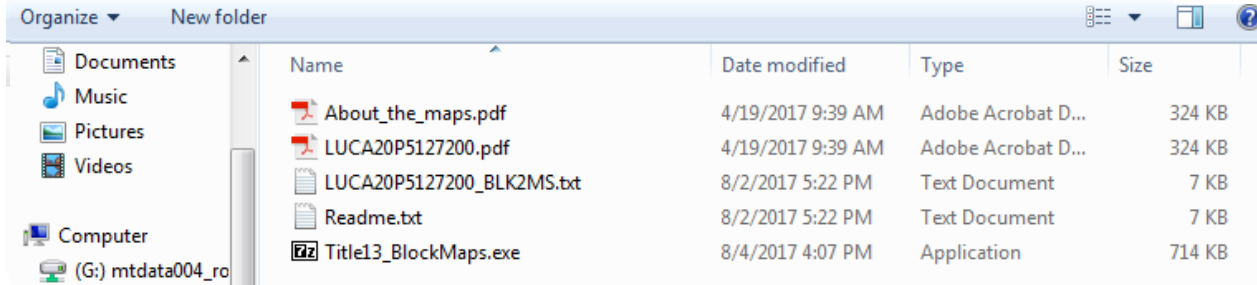 Organize New folder
Documents Name Date modified Type Size
Music About_the_maps.pdf 4/19/2017 9:39 AM Adobe Acrobat D... 324 KB
Pictures LUCA20P5127200.pdf 4/19/2017 9:39 AM Adobe Acrobat D... 324 KB
Videos LUCA20P5127200_BLK2MS.txt 8/2/2017 5:22 PM Text Document 7 KB
Readme.txt 8/2/2017 5:22 PM Text Document 7 KB
Computer 7z Title13_BlockMaps.exe 8/4/2017 4:07 PM Application 714 KB
(G:) mtdata004_ro